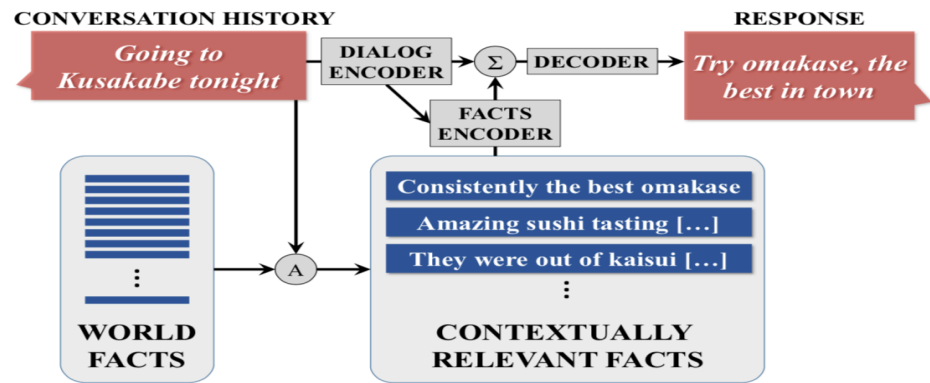 CONVERSATION HISTORY
Going to
Kusakabe tonight
DIALOG
ENCODER
Σ
DECODER
RESPONSE
Try omakase, the
best in town
FACTS
ENCODER
WORLD
FACTS
A
Consistently the best omakase
Amazing sushi tasting […]
They were out of kaisui […]
CONTEXTUALLY
RELEVANT FACTS